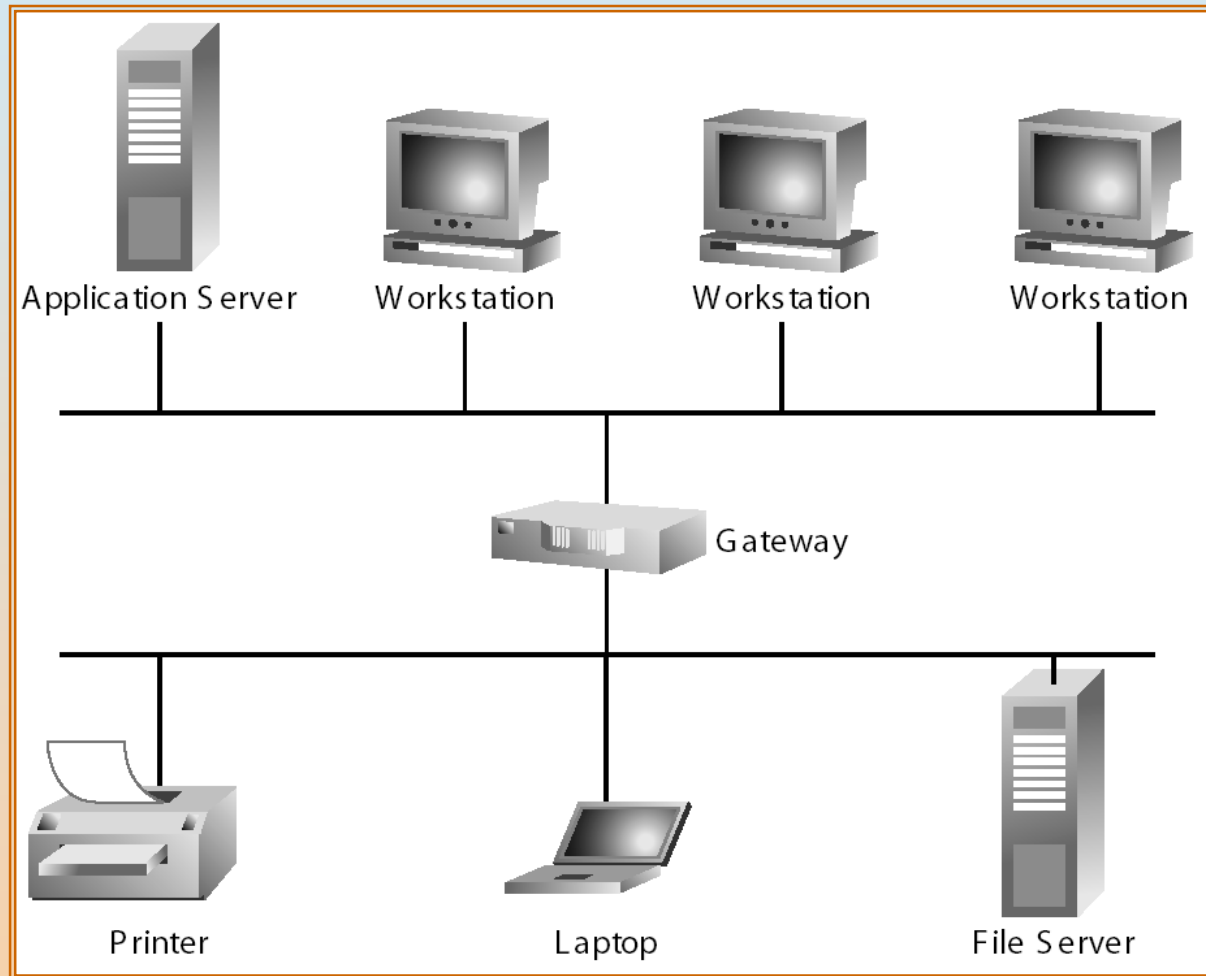 Application Server
Workstation
Workstation
Workstation
Gateway
Printer
Laptop
File Server